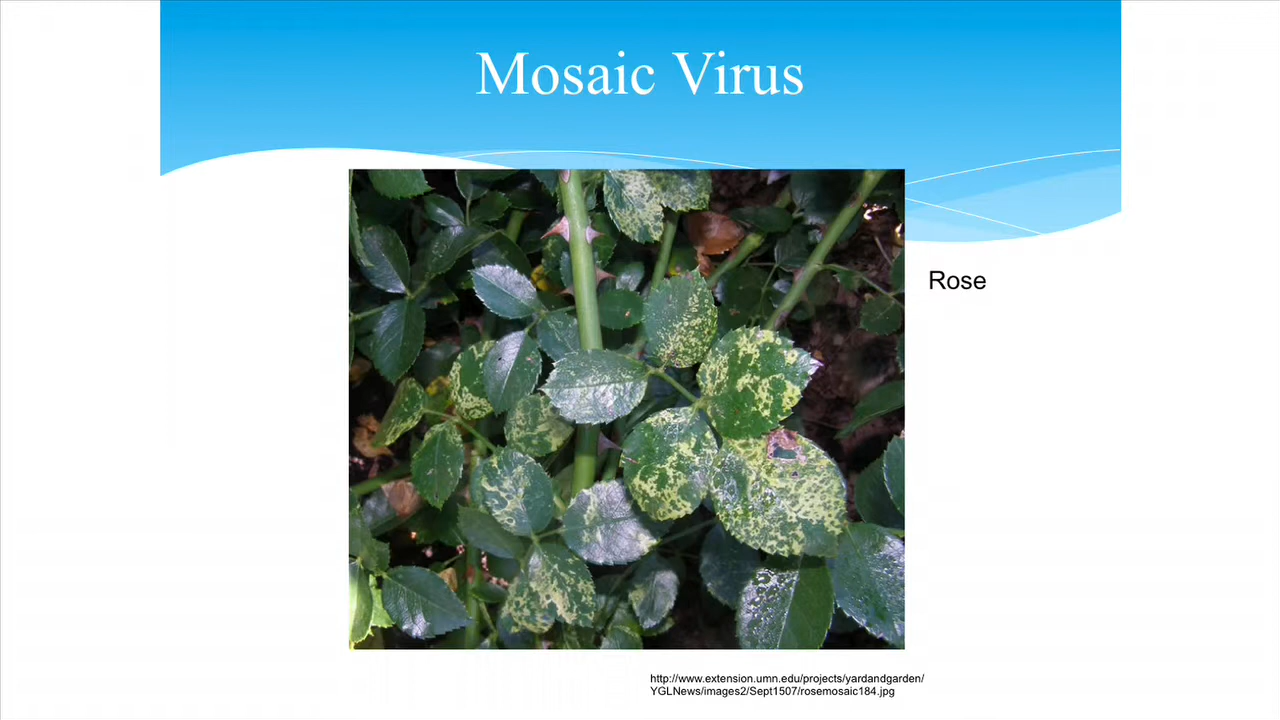 Mosaic Virus
Rose
http://www.extension.umn.edu/projects/yardandgarden/
YGLNews/images2/Sept1507/rosemosaic184.jpg